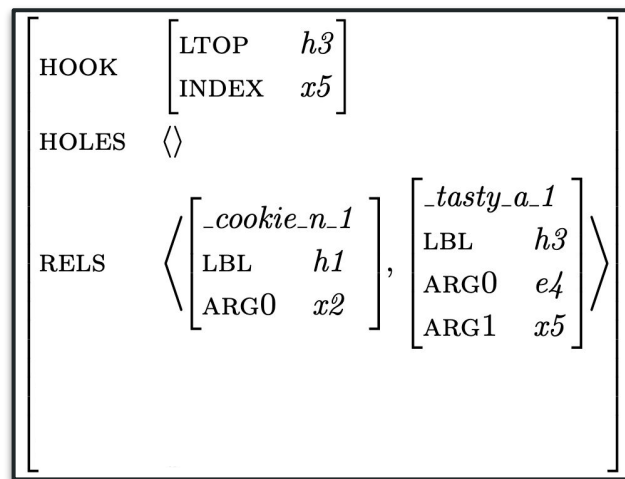 HOOK LTOP h3
INDEX x5
HOLES ⟨⟩
RELS ⟨ _cookie_n_1 LBL h1 ARG0 x2 , _tasty_a_1 LBL h3 ARG0 e4 ARG1 x5 ⟩